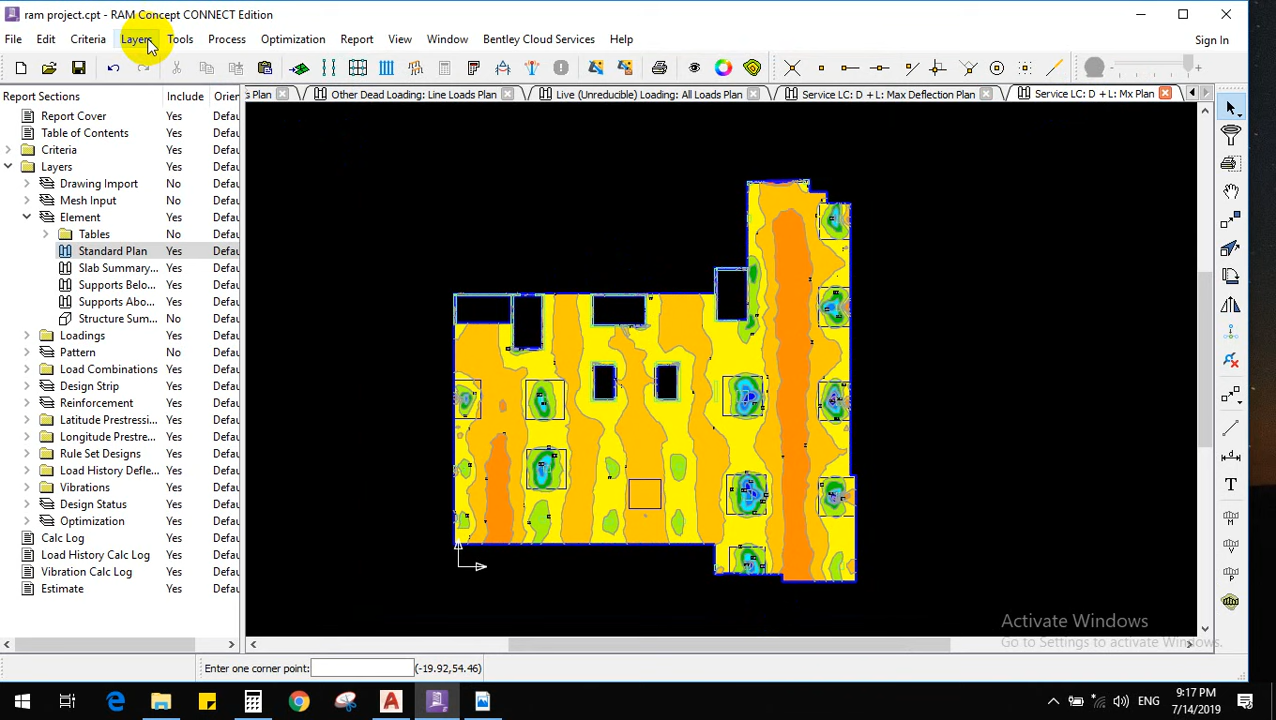 ram project.cpt - RAM Concept CONNECT Edition
File Edit Criteria Layers Tools Process Optimization Report View Window Bentley Cloud Services Help
Sign In
Report Sections Include Orien
s Plan Other Dead Loading: Line Loads Plan Live (Unreducible) Loading: All Loads Plan Service LC: D + L: Max Deflection Plan Service LC: D + L: Mx Plan
Report Cover Yes Defau
Table of Contents Yes Defau
Criteria Yes Defau
Layers Yes Defau
Drawing Import No Defau
Mesh Input No Defau
Element Yes Defau
Tables No Defau
Standard Plan Yes Defau
Slab Summary... Yes Defau
Supports Belo... Yes Defau
Supports Abo... Yes Defau
Structure Sum... Yes Defau
Loadings Yes Defau
Pattern No Defau
Load Combinations Yes Defau
Design Strip Yes Defau
Reinforcement Yes Defau
Latitude Prestressi... Yes Defau
Longitude Prestre... Yes Defau
Rule Set Designs Yes Defau
Load History Defle... Yes Defau
Vibrations Yes Defau
Design Status Yes Defau
Optimization Yes Defau
Calc Log Yes Defau
Load History Calc Log Yes Defau
Vibration Calc Log Yes Defau
Estimate Yes Defau
Activate Windows
Go to Settings to activate Windows.
Enter one corner point: (-19.92,54.46)
ENG
9:17 PM
7/14/2019